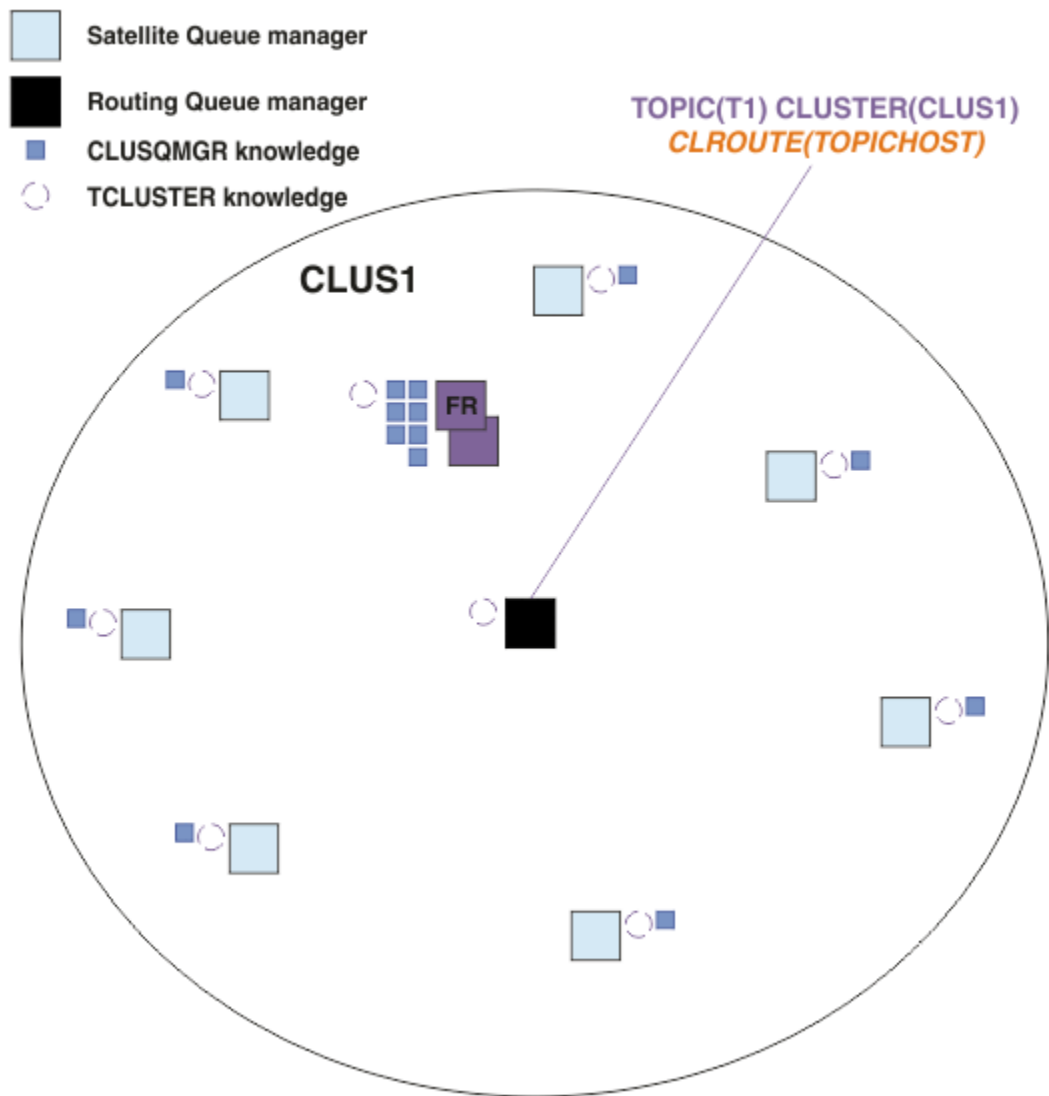 Satellite Queue manager
Routing Queue manager
CLUSQMGR knowledge
TCLUSTER knowledge
TOPIC(T1) CLUSTER(CLUS1)
CLROUTE(TOPICHOST)
CLUS1
FR